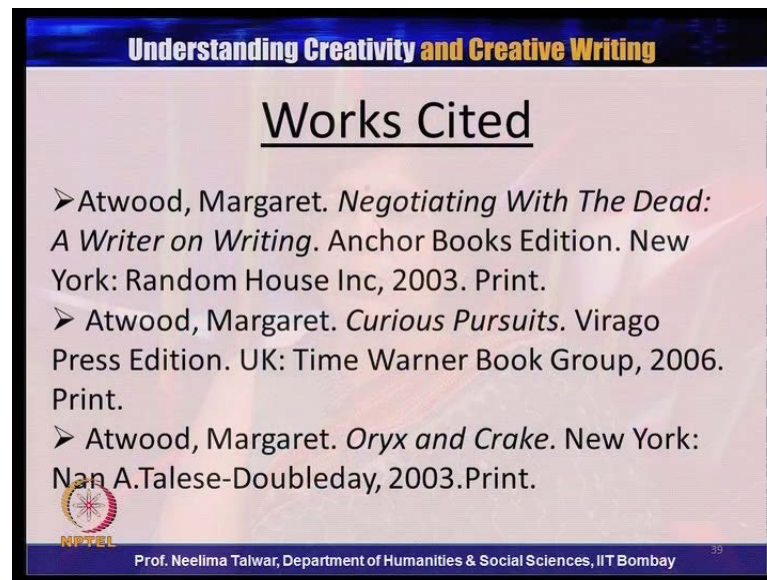 Understanding Creativity and Creative Writing
Works Cited
➢Atwood, Margaret. Negotiating With The Dead:
A Writer on Writing. Anchor Books Edition. New
York: Random House Inc, 2003. Print.
➢ Atwood, Margaret. Curious Pursuits. Virago
Press Edition. UK: Time Warner Book Group, 2006.
Print.
➢ Atwood, Margaret. Oryx and Crake. New York:
Nan A.Talese-Doubleday, 2003.Print.
NPTEL
Prof. Neelima Talwar, Department of Humanities & Social Sciences, IIT Bombay
39